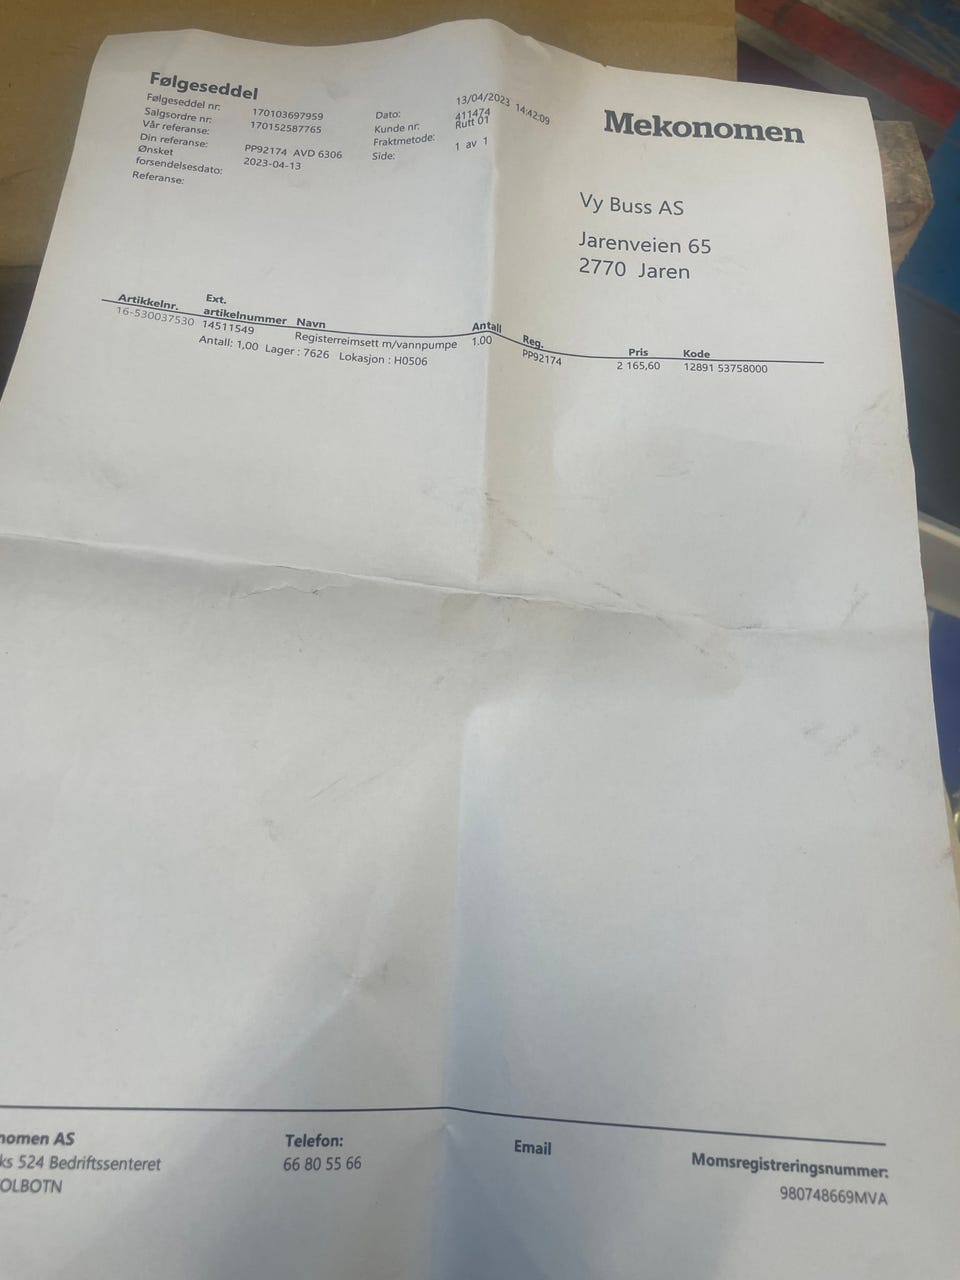 Følgeseddel
Følgeseddel nr: 170103697959
Salgsordre nr: 170152587765
Vår referanse:
Din referanse: PP92174 AVD 6306
Ønsket
forsendelsesdato: 2023-04-13
Referanse:
Dato: 13/04/2023 14:42:09
Kunde nr: 411474
Fraktmetode: Rutt 01
Side: 1 av 1
Mekonomen
Vy Buss AS
Jarenveien 65
2770 Jaren
Artikkelnr. Ext. artikelnummer Navn Antall Reg. Pris Kode
16-530037530 14511549 Registerreimsett m/vannpumpe 1.00 PP92174 2 165,60 12891 53758000
Antall: 1,00 Lager : 7626 Lokasjon : H0506
nomen AS
ks 524 Bedriftssenteret
OLBOTN
Telefon:
66 80 55 66
Email
Momsregistreringsnummer:
980748669MVA